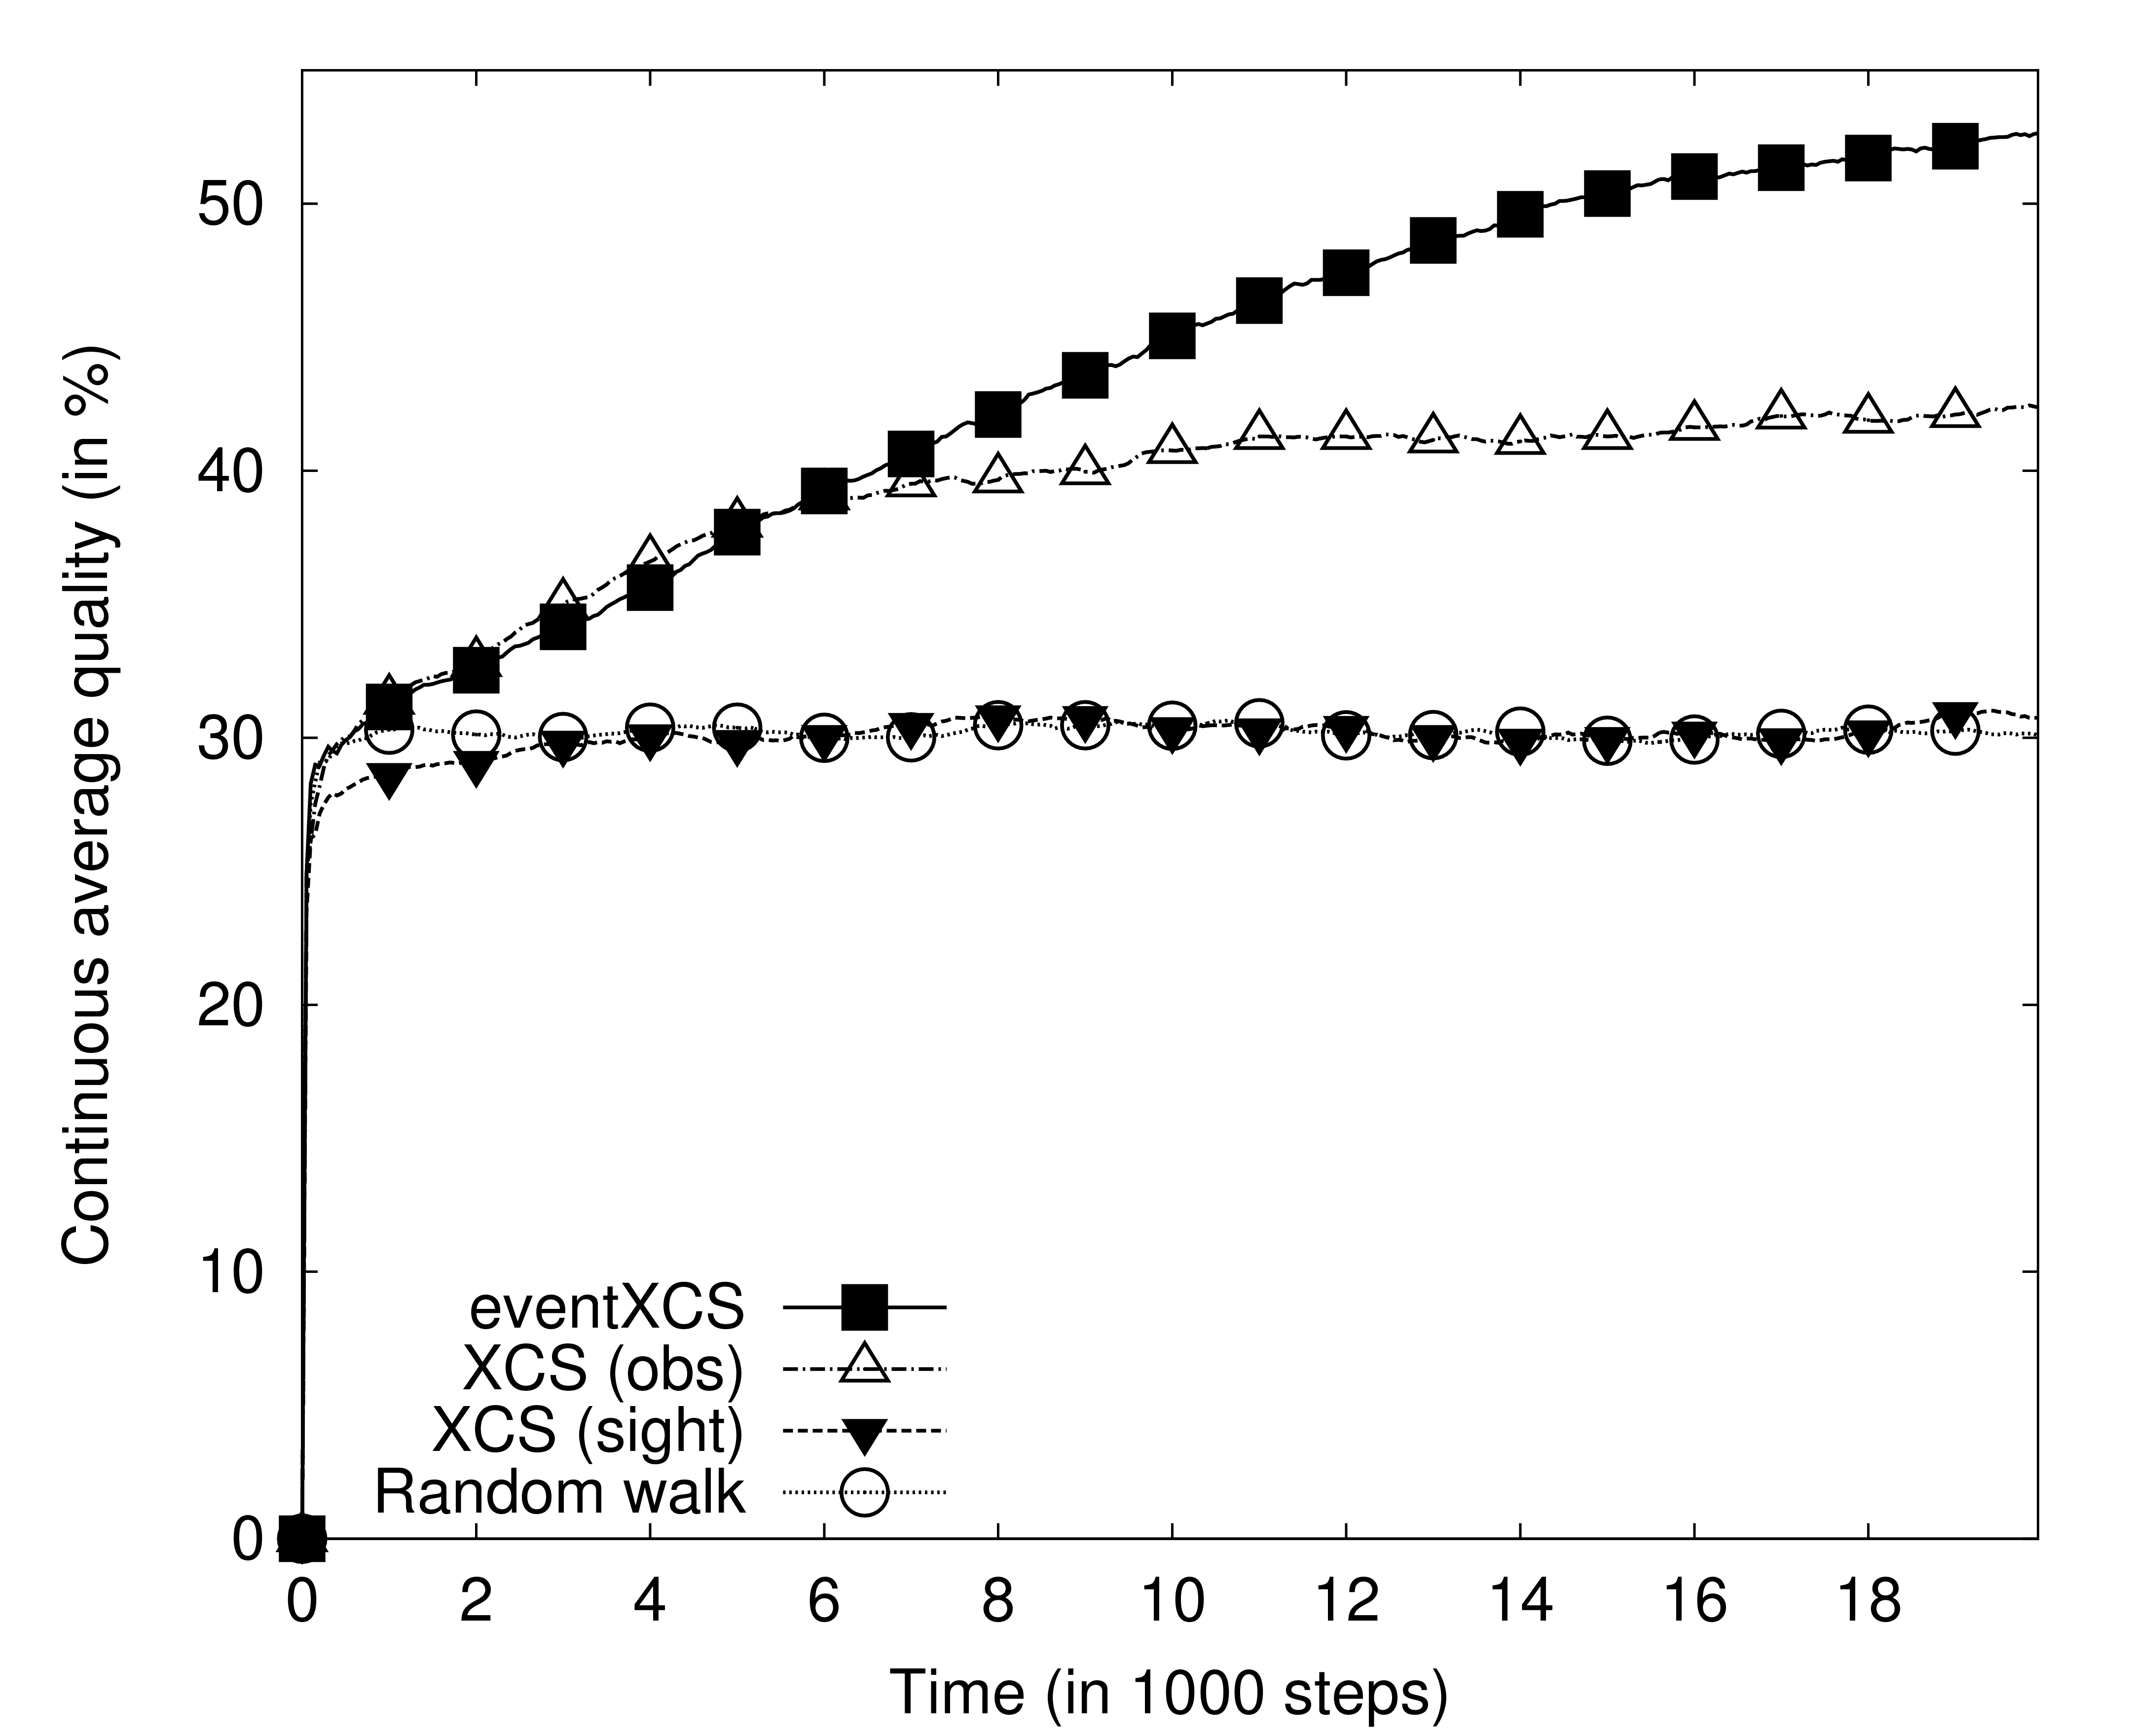 Continuous average quality (in %)
50
40
30
20
10
0
eventXCS
XCS (obs)
XCS (sight)
Random walk
0 2 4 6 8 10 12 14 16 18
Time (in 1000 steps)